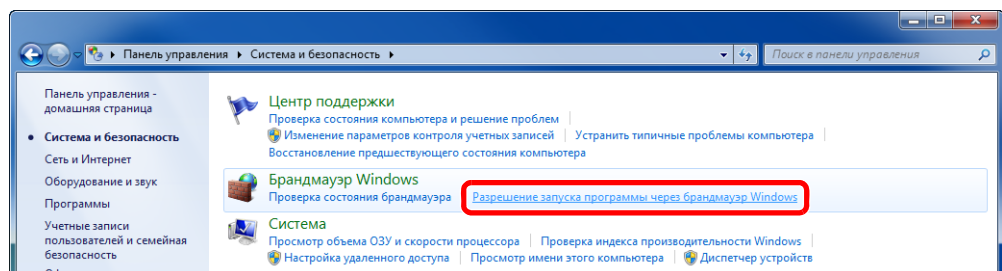 Панель управления ▸ Система и безопасность ▸
Поиск в панели управления
Панель управления -
домашняя страница
Система и безопасность
Сеть и Интернет
Оборудование и звук
Программы
Учетные записи
пользователей и семейная
безопасность
Центр поддержки
Проверка состояния компьютера и решение проблем
Изменение параметров контроля учетных записей
Устранить типичные проблемы компьютера
Восстановление предшествующего состояния компьютера
Брандмауэр Windows
Проверка состояния брандмауэра
Разрешение запуска программы через брандмауэр Windows
Система
Просмотр объема ОЗУ и скорости процессора
Проверка индекса производительности Windows
Настройка удаленного доступа
Просмотр имени этого компьютера
Диспетчер устройств